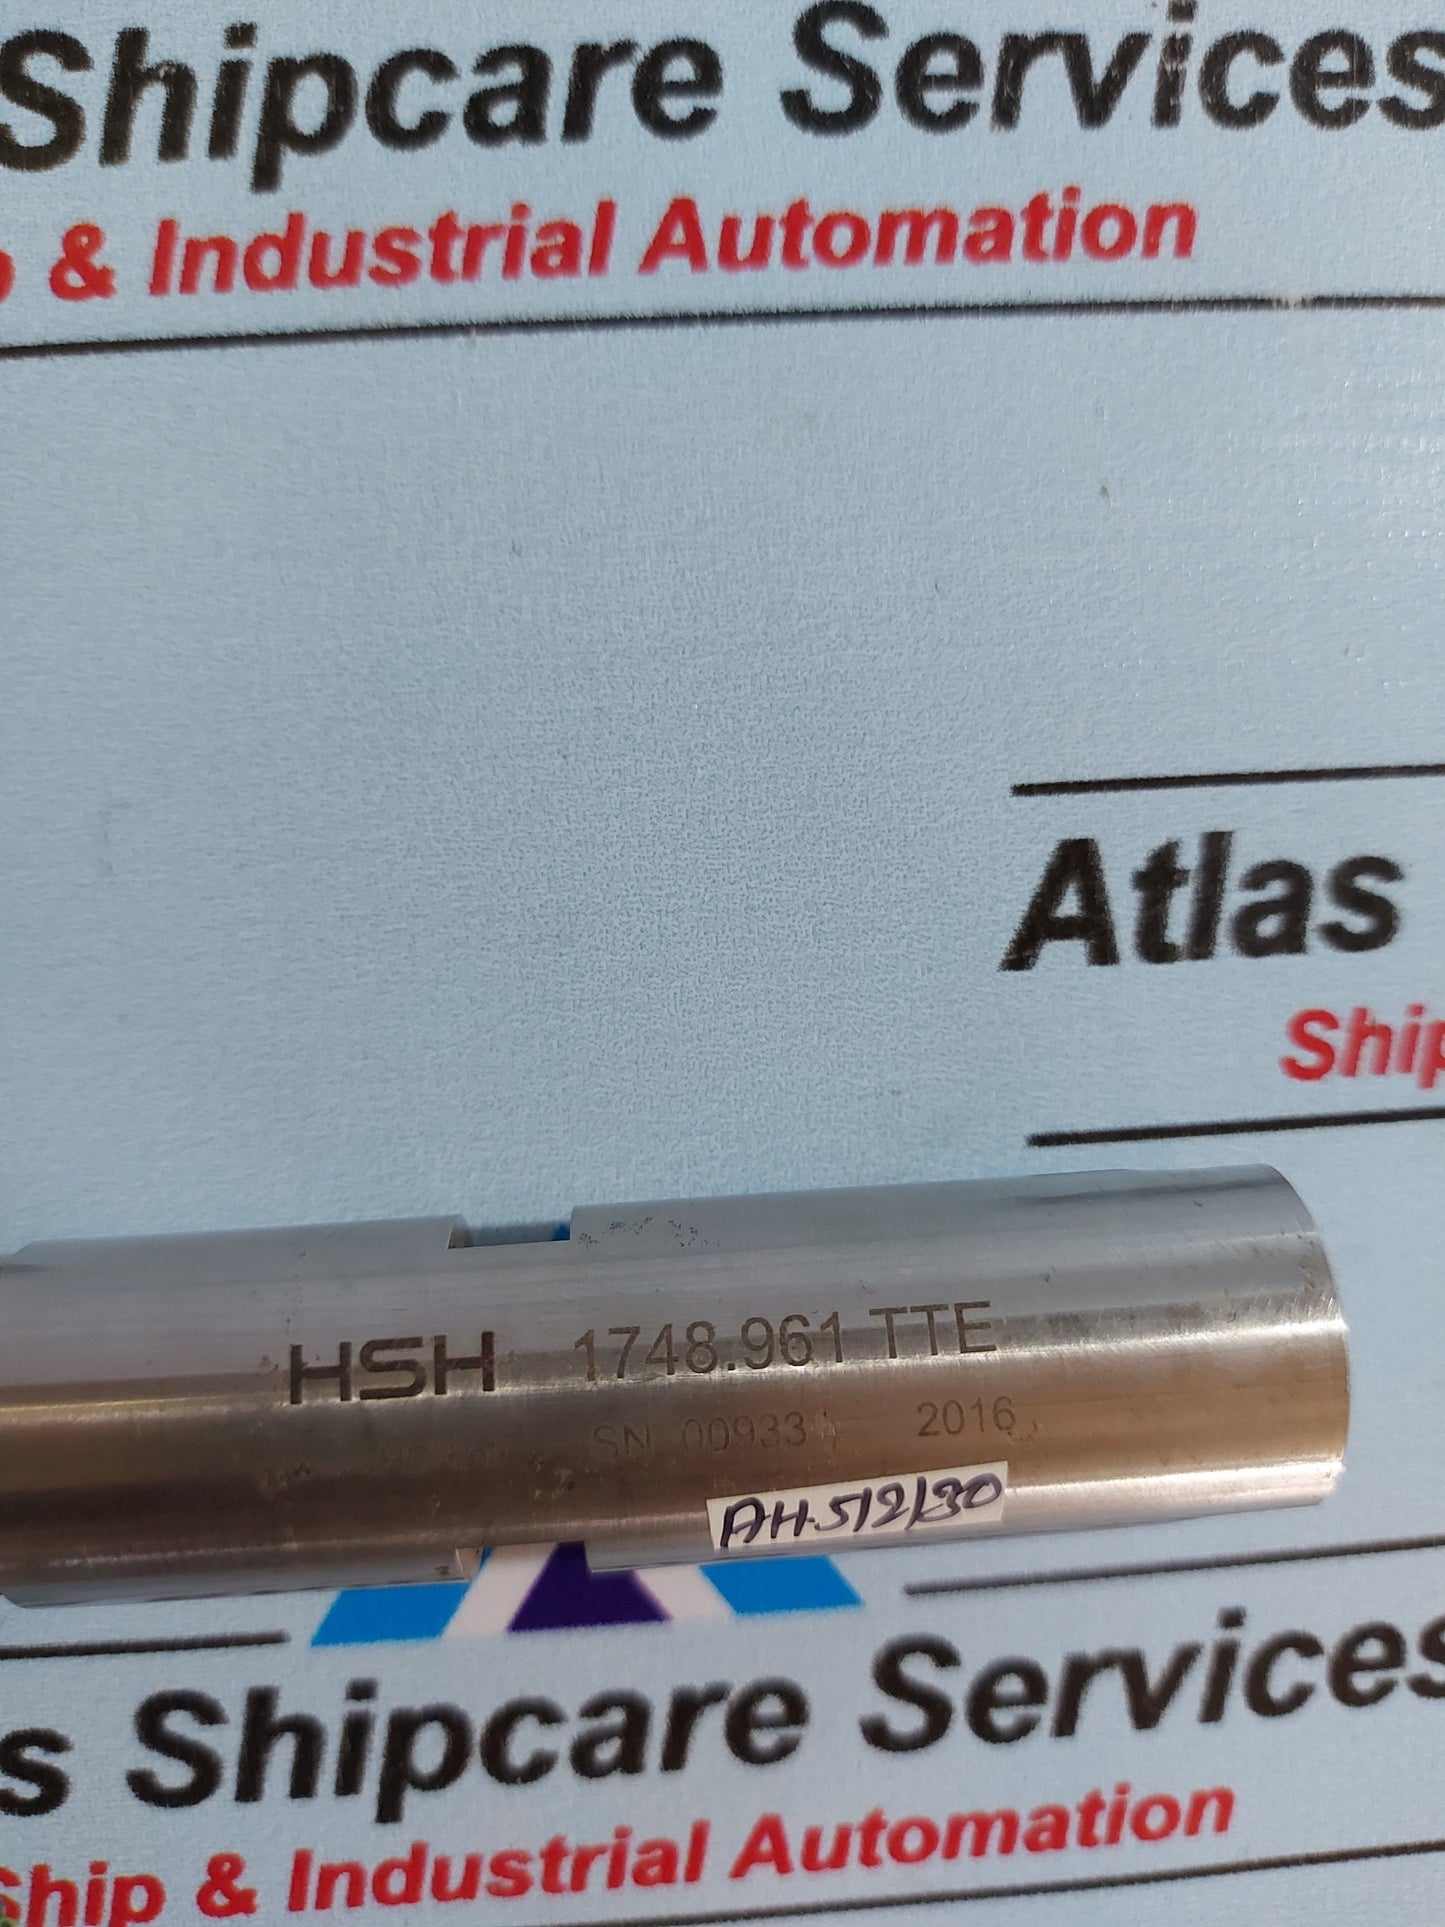 Shipcare Services
& Industrial Automation
Atlas
Ship
HSH 1748.961 TTE
SN 00933 2016
AH-512/30
s Shipcare Services
Ship & Industrial Automation